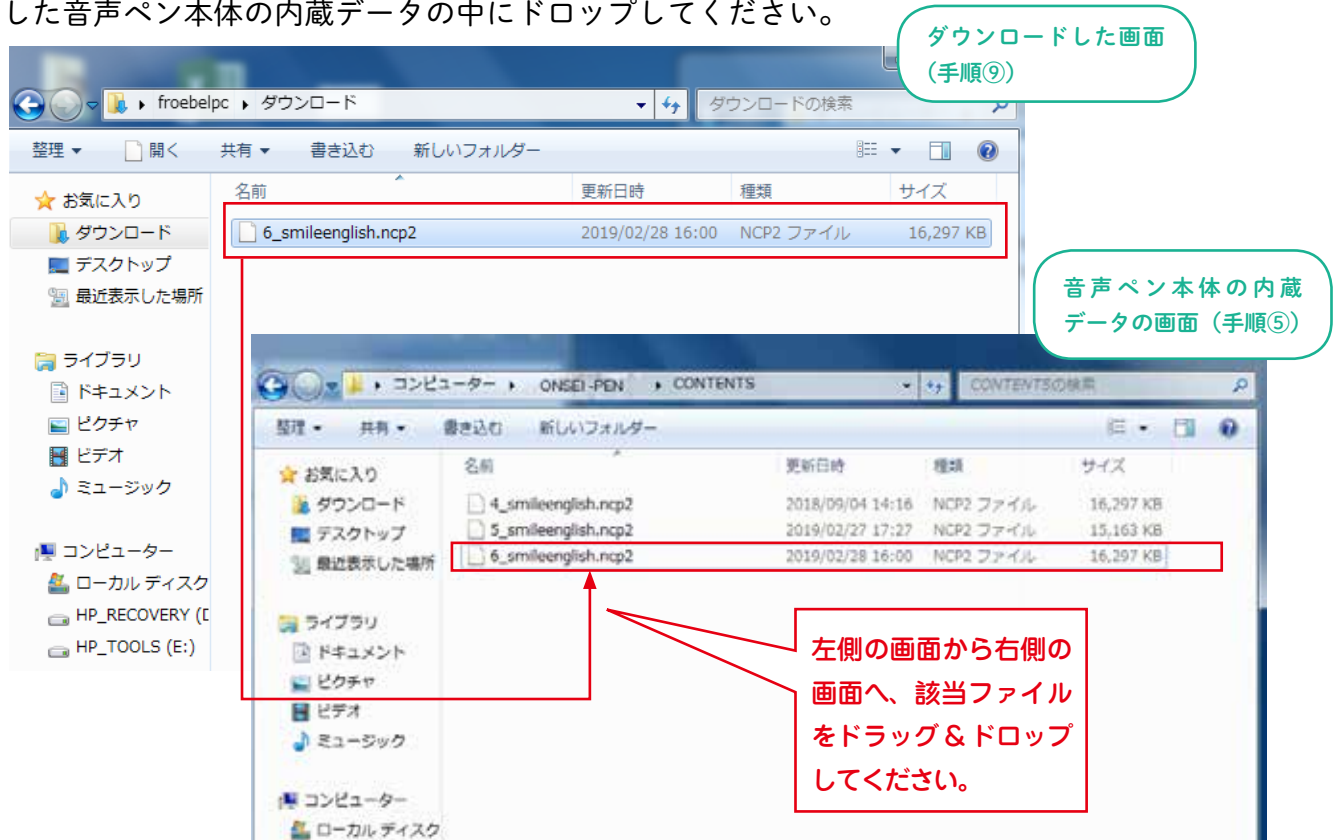 した音声ペン本体の内蔵データの中にドロップしてください。
ダウンロードした画面
（手順⑨）
froebelpc ▸ ダウンロード
ダウンロードの検索
整理 開く 共有 書き込む 新しいフォルダー
名前 更新日時 種類 サイズ
お気に入り
ダウンロード
デスクトップ
最近表示した場所
ライブラリ
ドキュメント
ピクチャ
ビデオ
ミュージック
コンピューター
ローカル ディスク
HP_RECOVERY (D
HP_TOOLS (E:)
6_smileenglish.ncp2 2019/02/28 16:00 NCP2 ファイル 16,297 KB
音声ペン本体の内蔵
データの画面（手順⑤）
コンピューター ▸ ONSEI-PEN ▸ CONTENTS
CONTENTSの検索
整理 共有 書き込む 新しいフォルダー
名前 更新日時 種類 サイズ
お気に入り
ダウンロード
デスクトップ
最近表示した場所
ライブラリ
ドキュメント
ピクチャ
ビデオ
ミュージック
コンピューター
ローカル ディスク
4_smileenglish.ncp2 2018/09/04 14:16 NCP2 ファイル 16,297 KB
5_smileenglish.ncp2 2019/02/27 17:27 NCP2 ファイル 15,163 KB
6_smileenglish.ncp2 2019/02/28 16:00 NCP2 ファイル 16,297 KB
左側の画面から右側の
画面へ、該当ファイル
をドラッグ＆ドロップ
してください。